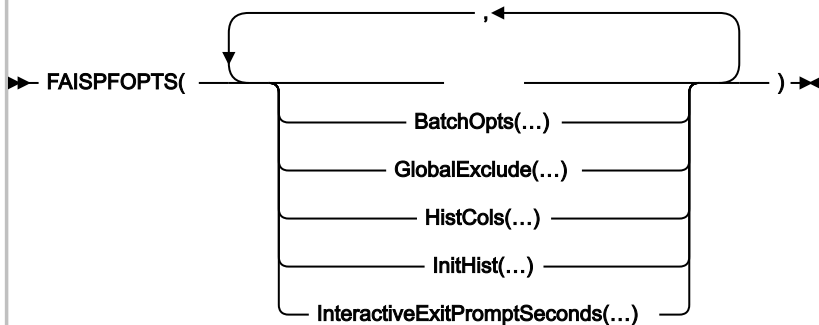 ,
FAISPFOPTS( )
BatchOpts(...)
GlobalExclude(...)
HistCols(...)
InitHist(...)
InteractiveExitPromptSeconds(...)